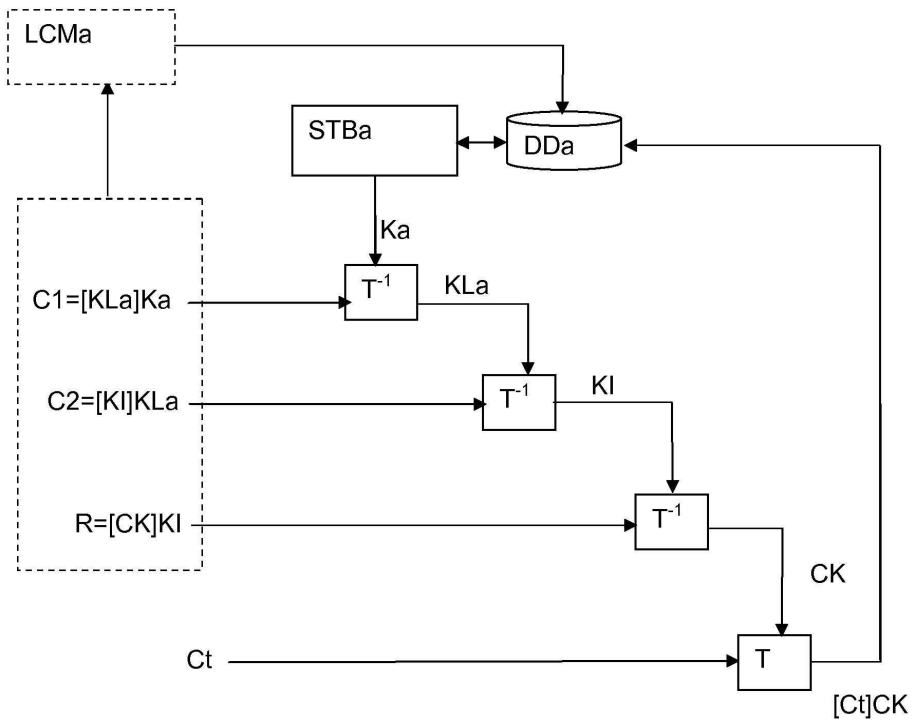 LCMa
STBa
DDa
Ka
C1=[KLa]Ka
T-1
KLa
C2=[KI]KLa
T-1
KI
R=[CK]KI
T-1
CK
Ct
T
[Ct]CK